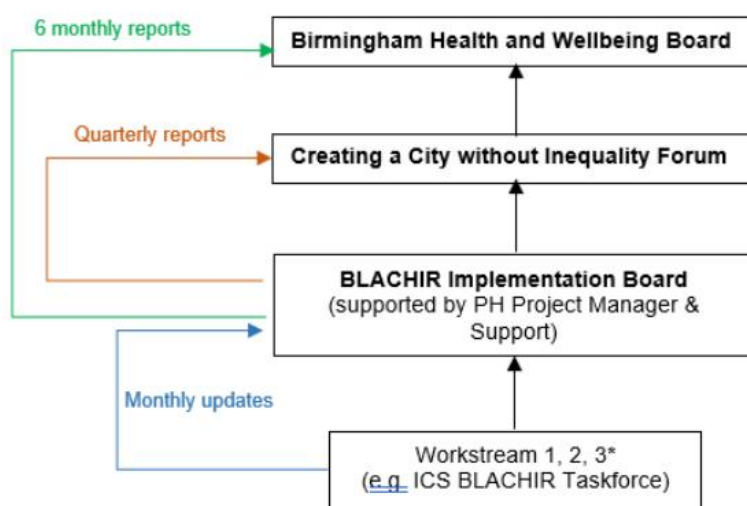 6 monthly reports
Birmingham Health and Wellbeing Board
Quarterly reports
Creating a City without Inequality Forum
BLACHIR Implementation Board
(supported by PH Project Manager &
Support)
Monthly updates
Workstream 1, 2, 3*
(e.g. ICS BLACHIR Taskforce)